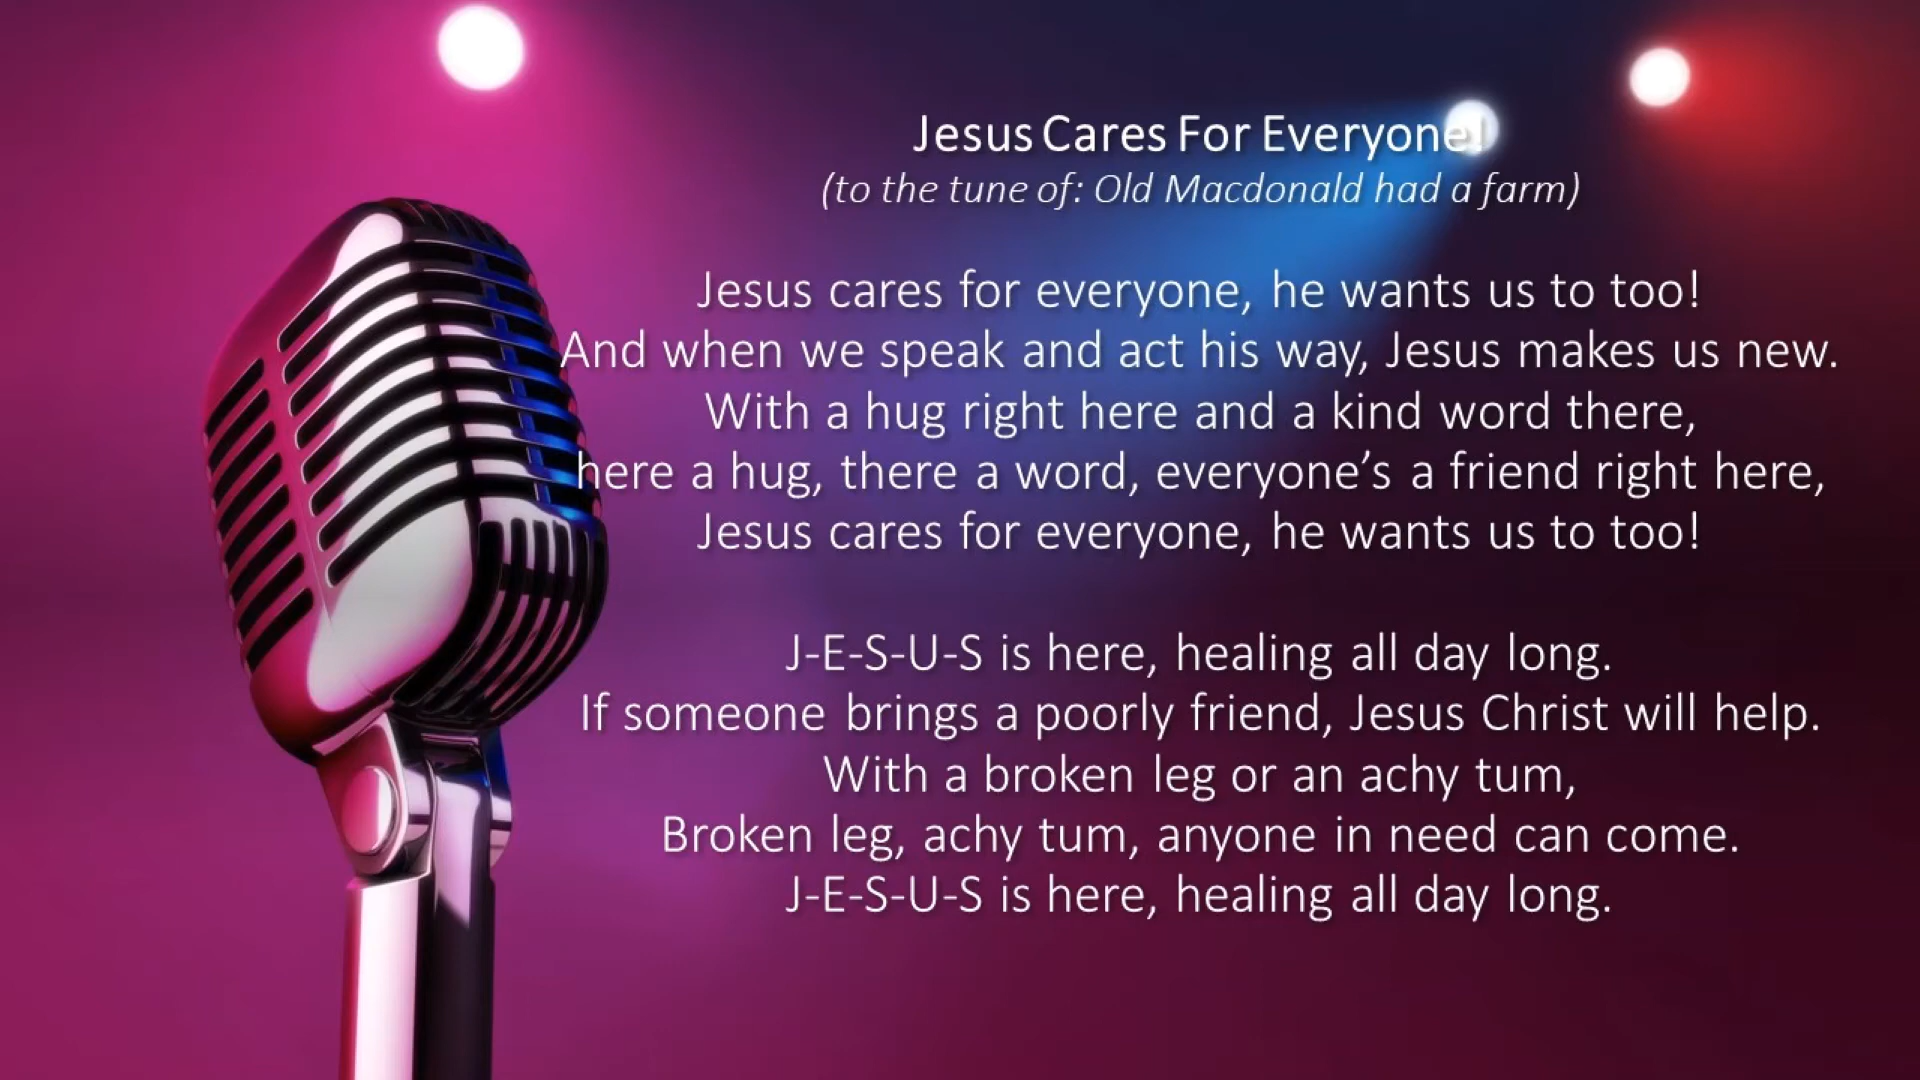 Jesus Cares For Everyone!
(to the tune of: Old Macdonald had a farm)
Jesus cares for everyone, he wants us to too!
And when we speak and act his way, Jesus makes us new.
With a hug right here and a kind word there,
here a hug, there a word, everyone’s a friend right here,
Jesus cares for everyone, he wants us to too!
J-E-S-U-S is here, healing all day long.
If someone brings a poorly friend, Jesus Christ will help.
With a broken leg or an achy tum,
Broken leg, achy tum, anyone in need can come.
J-E-S-U-S is here, healing all day long.